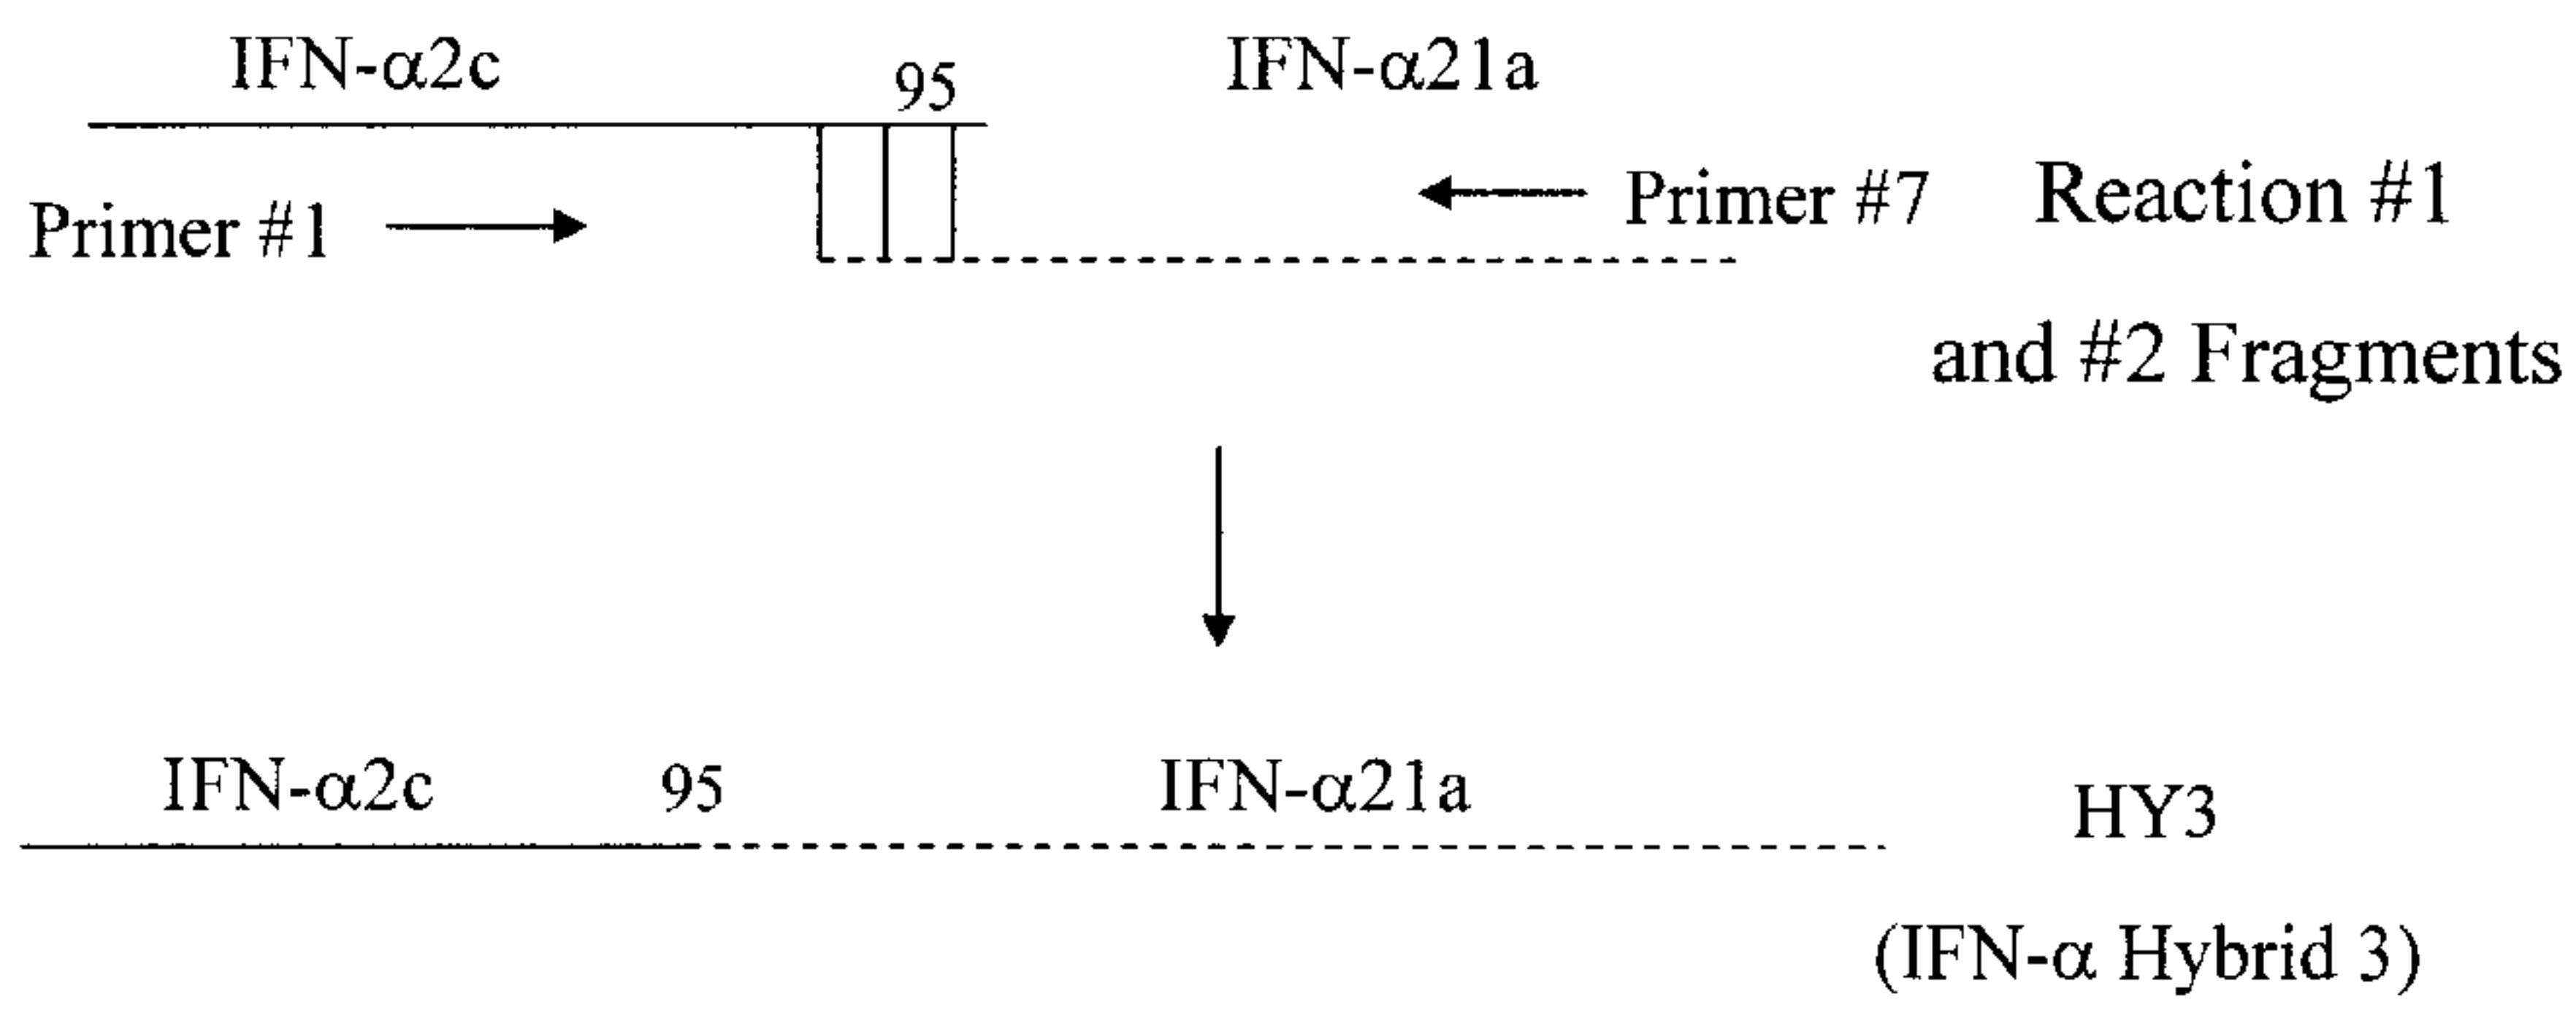 IFN-α2c 95 IFN-α21a
Primer #1 Primer #7 Reaction #1
and #2 Fragments
IFN-α2c 95 IFN-α21a HY3
(IFN-α Hybrid 3)